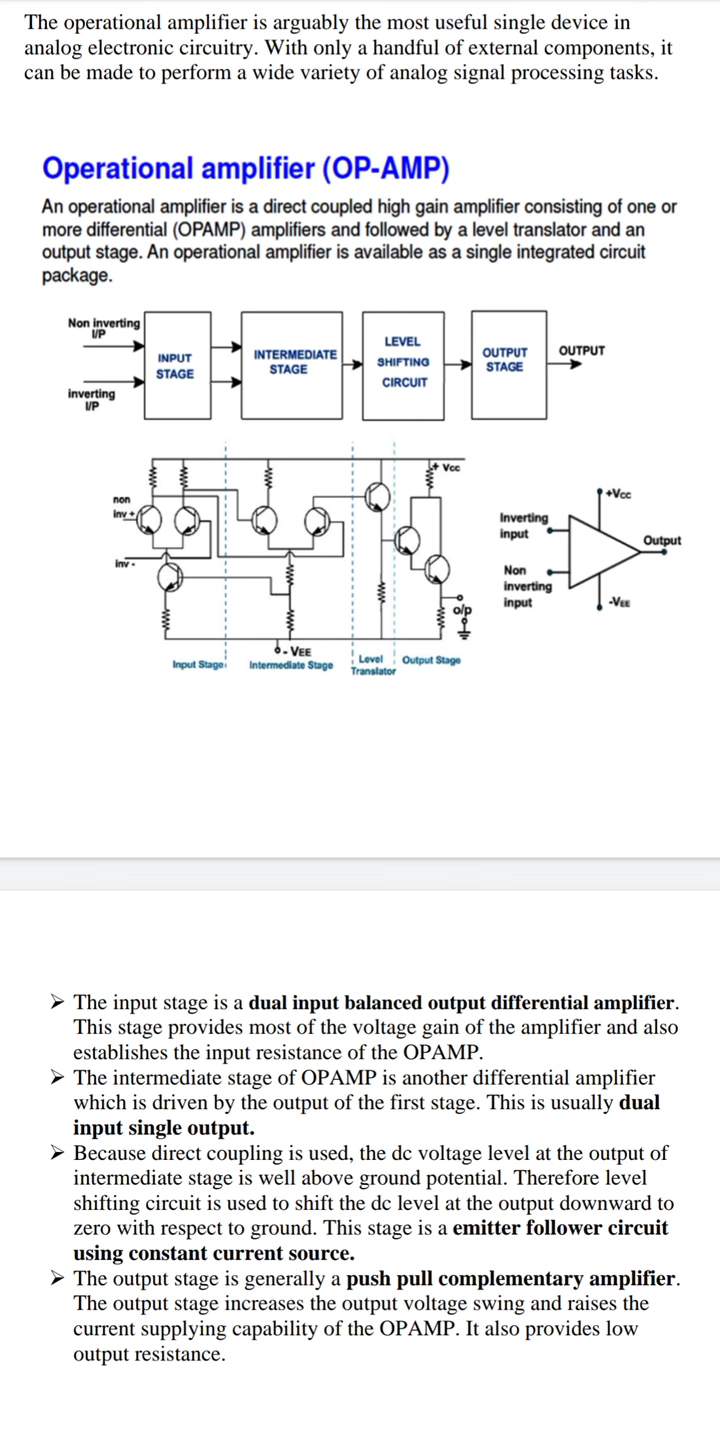 The operational amplifier is arguably the most useful single device in
analog electronic circuitry. With only a handful of external components, it
can be made to perform a wide variety of analog signal processing tasks.
Operational amplifier (OP-AMP)
An operational amplifier is a direct coupled high gain amplifier consisting of one or
more differential (OPAMP) amplifiers and followed by a level translator and an
output stage. An operational amplifier is available as a single integrated circuit
package.
Non inverting
I/P
inverting
I/P
INPUT
STAGE
INTERMEDIATE
STAGE
LEVEL
SHIFTING
CIRCUIT
OUTPUT
STAGE
OUTPUT
non
inv +
inv -
+ Vcc
o/p
- VEE
Input Stage
Intermediate Stage
Level
Translator
Output Stage
+Vcc
Inverting
input
Output
Non
inverting
input
-VEE
➢ The input stage is a dual input balanced output differential amplifier.
This stage provides most of the voltage gain of the amplifier and also
establishes the input resistance of the OPAMP.
➢ The intermediate stage of OPAMP is another differential amplifier
which is driven by the output of the first stage. This is usually dual
input single output.
➢ Because direct coupling is used, the dc voltage level at the output of
intermediate stage is well above ground potential. Therefore level
shifting circuit is used to shift the dc level at the output downward to
zero with respect to ground. This stage is a emitter follower circuit
using constant current source.
➢ The output stage is generally a push pull complementary amplifier.
The output stage increases the output voltage swing and raises the
current supplying capability of the OPAMP. It also provides low
output resistance.